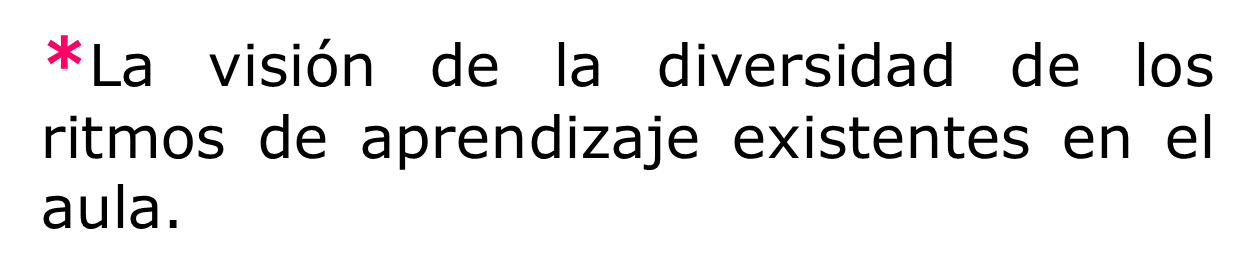 *La visión de la diversidad de los
ritmos de aprendizaje existentes en el
aula.